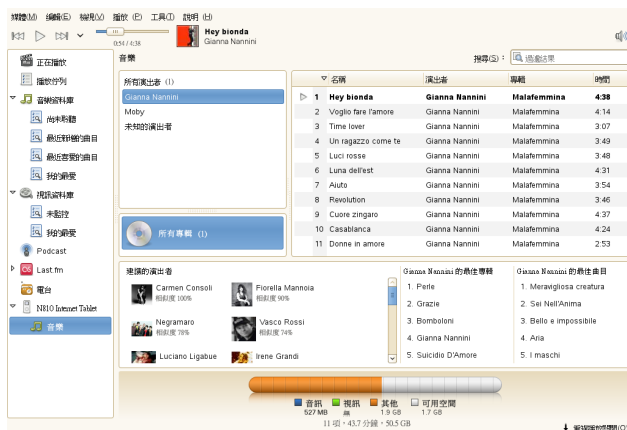 媒體(M) 編輯(E) 檢視(V) 播放 (P) 工具(T) 說明 (H)
0:54 / 4:38
Hey bionda
Gianna Nannini
正在播放
播放佇列
音樂資料庫
尚未聆聽
最近新增的曲目
最近喜愛的曲目
我的最愛
視訊資料庫
未監控
我的最愛
Podcast
Last.fm
電台
N810 Internet Tablet
音樂
音樂
搜尋(S)：
過濾結果
所有演出者 (1)
Gianna Nannini
Moby
未知的演出者
所有專輯 (1)
名稱 演出者 專輯 時間
1 Hey bionda Gianna Nannini Malafemmina 4:38
2 Voglio fare l'amore Gianna Nannini Malafemmina 4:14
3 Time lover Gianna Nannini Malafemmina 3:07
4 Un ragazzo come te Gianna Nannini Malafemmina 3:49
5 Luci rosse Gianna Nannini Malafemmina 3:48
6 Luna dell'est Gianna Nannini Malafemmina 4:31
7 Aiuto Gianna Nannini Malafemmina 3:54
8 Revolution Gianna Nannini Malafemmina 3:46
9 Cuore zingaro Gianna Nannini Malafemmina 4:37
10 Casablanca Gianna Nannini Malafemmina 4:24
11 Donne in amore Gianna Nannini Malafemmina 2:53
建議的演出者
Carmen Consoli
相似度 100%
Fiorella Mannoia
相似度 90%
Negramaro
相似度 78%
Vasco Rossi
相似度 74%
Luciano Ligabue
Irene Grandi
Gianna Nannini 的最佳專輯
1. Perle
2. Grazie
3. Bomboloni
4. Gianna Nannini
5. Suicidio D'Amore
Gianna Nannini 的最佳曲目
1. Meravigliosa creatura
2. Sei Nell'Anima
3. Bello e impossibile
4. Aria
5. I maschi
音訊 視訊 其他 可用空間
527 MB 無 1.9 GB 1.7 GB
11 項，43.7 分鐘，50.5 GB